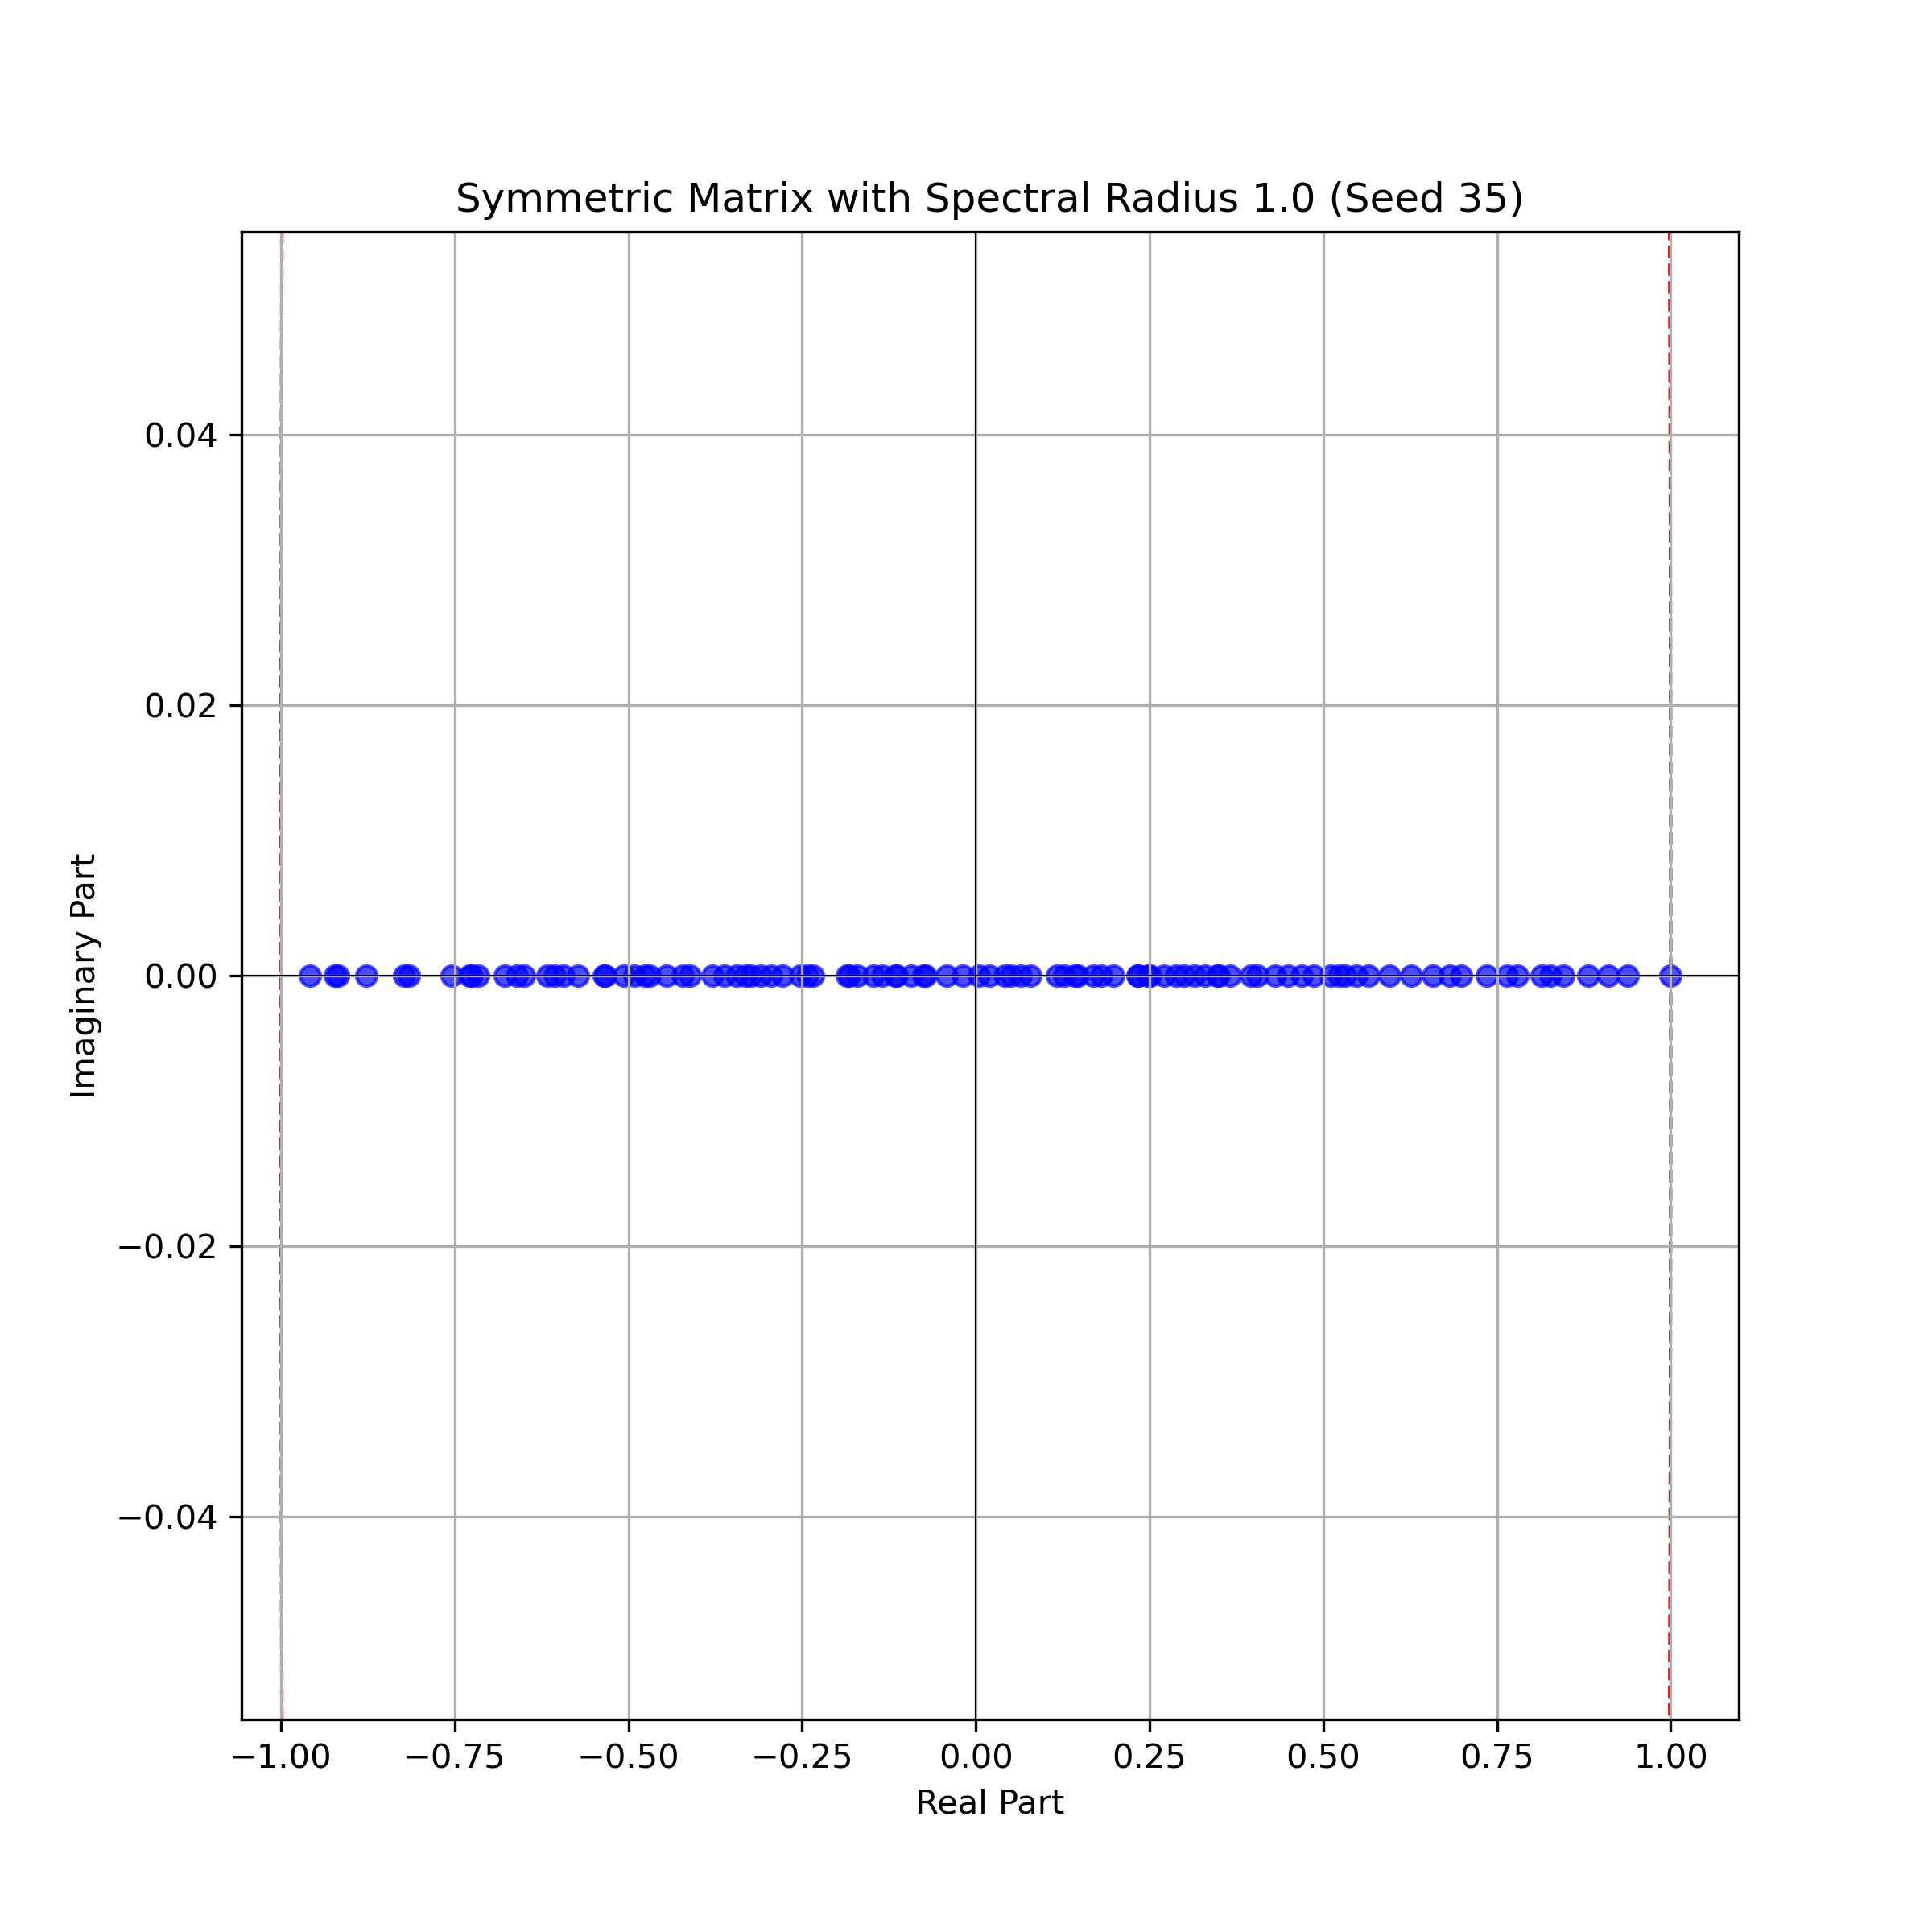 Symmetric Matrix with Spectral Radius 1.0 (Seed 35)
Imaginary Part
0.04
0.02
0.00
−0.02
−0.04
−1.00 −0.75 −0.50 −0.25 0.00 0.25 0.50 0.75 1.00
Real Part